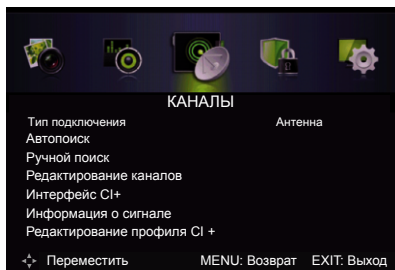 КАНАЛЫ
Тип подключения Антенна
Автопоиск
Ручной поиск
Редактирование каналов
Интерфейс CI+
Информация о сигнале
Редактирование профиля CI +
Переместить MENU: Возврат EXIT: Выход